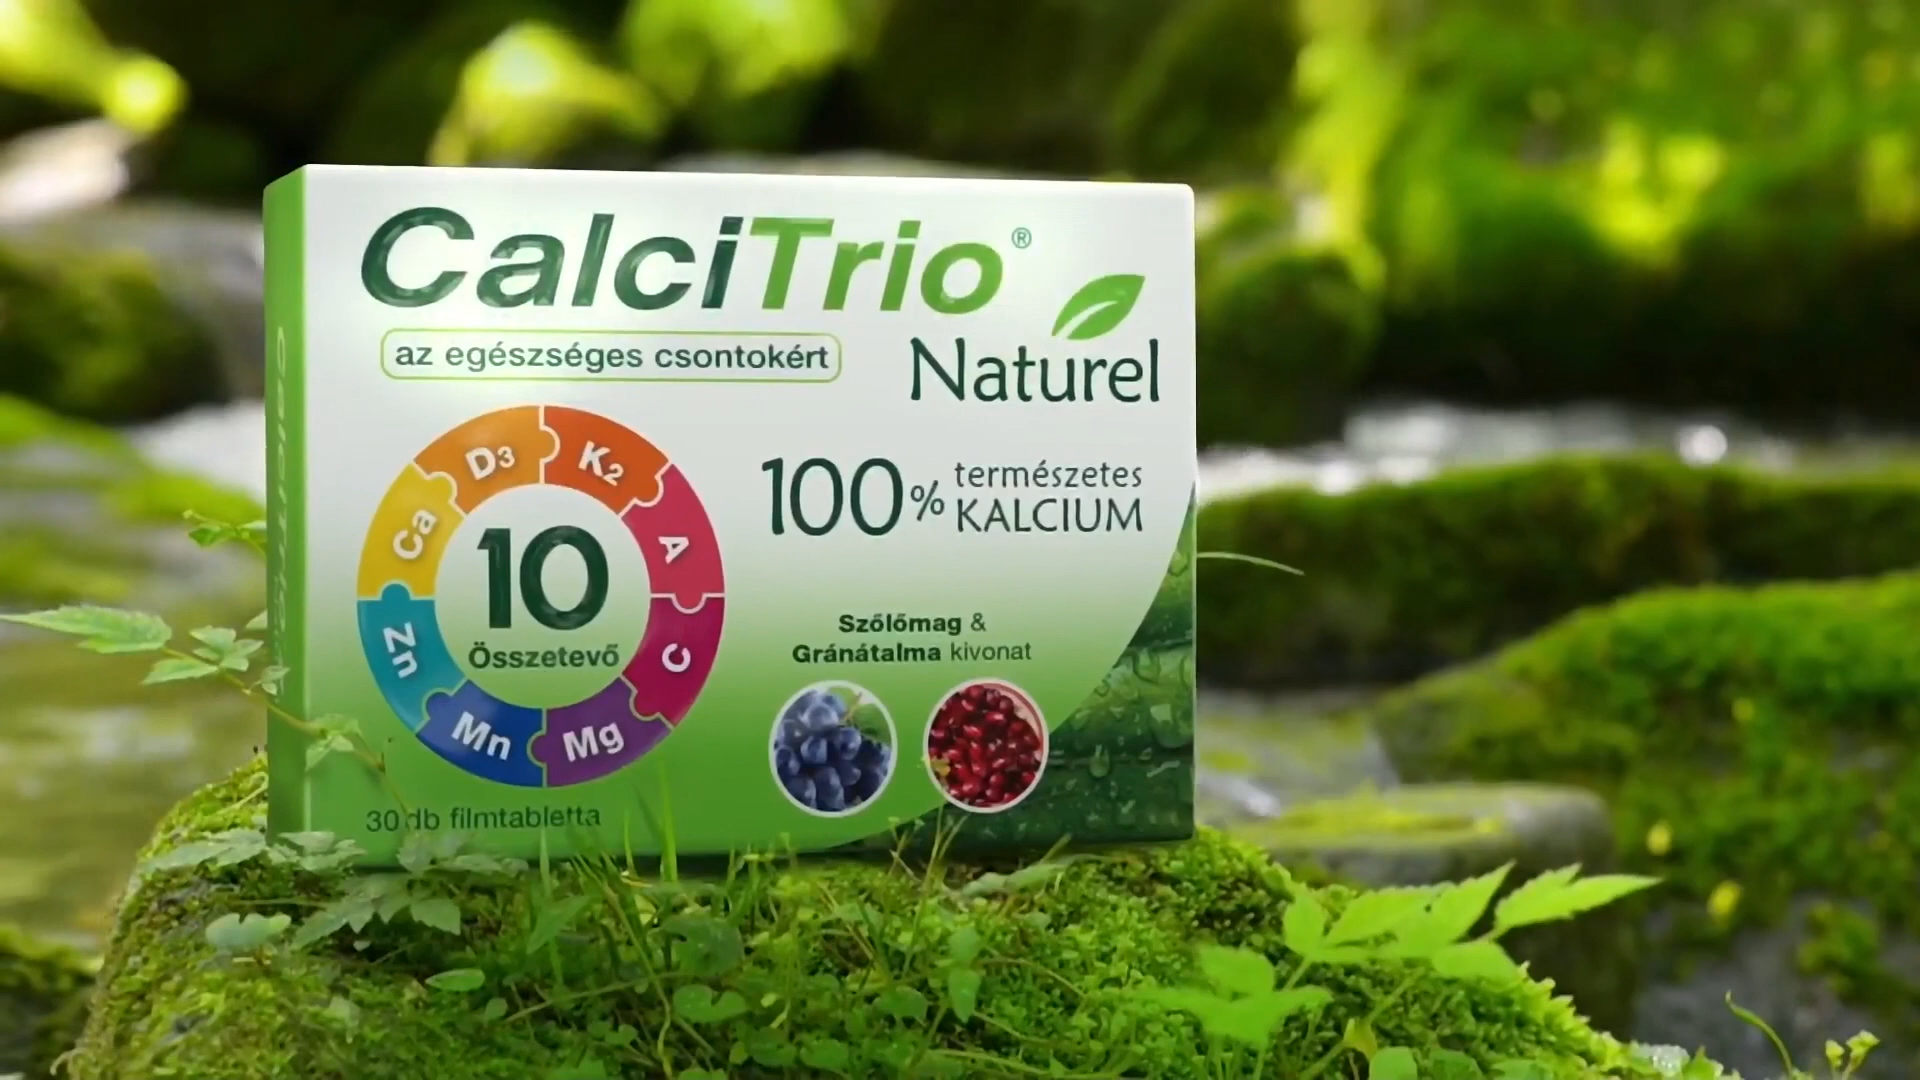 CalciTrio®
az egészséges csontokért
Naturel
100% természetes
KALCIUM
D3
K2
Ca
A
10
Összetevő
Zn
C
Mn
Mg
Szőlőmag &
Gránátalma kivonat
30 db filmtabletta